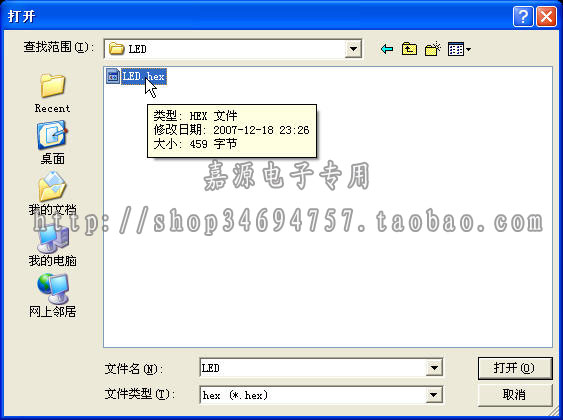 打开
查找范围(I):
LED
LED.hex
类型: HEX 文件
修改日期: 2007-12-18 23:26
大小: 459 字节
Recent
桌面
我的文档
我的电脑
网上邻居
嘉源电子专用
http://shop34694757.taobao.com
文件名(N):
LED
打开(O)
文件类型(T):
hex (*.hex)
取消